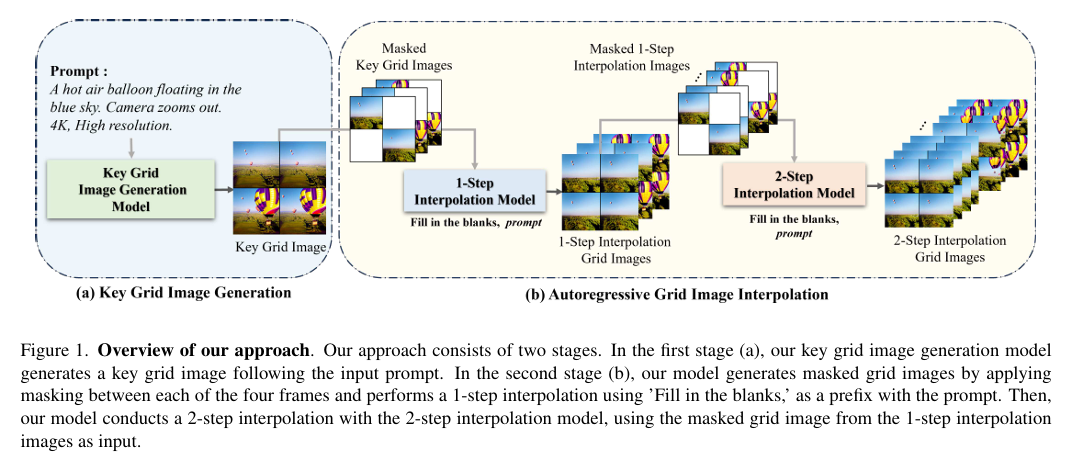 Prompt :
A hot air balloon floating in the
blue sky. Camera zooms out.
4K, High resolution.
Key Grid
Image Generation
Model
Key Grid Image
(a) Key Grid Image Generation
Masked
Key Grid Images
1-Step
Interpolation Model
Fill in the blanks, prompt
Masked 1-Step
Interpolation Images
1-Step Interpolation
Grid Images
2-Step
Interpolation Model
Fill in the blanks,
prompt
2-Step Interpolation
Grid Images
(b) Autoregressive Grid Image Interpolation
Figure 1. Overview of our approach. Our approach consists of two stages. In the first stage (a), our key grid image generation model
generates a key grid image following the input prompt. In the second stage (b), our model generates masked grid images by applying
masking between each of the four frames and performs a 1-step interpolation using ’Fill in the blanks,’ as a prefix with the prompt. Then,
our model conducts a 2-step interpolation with the 2-step interpolation model, using the masked grid image from the 1-step interpolation
images as input.